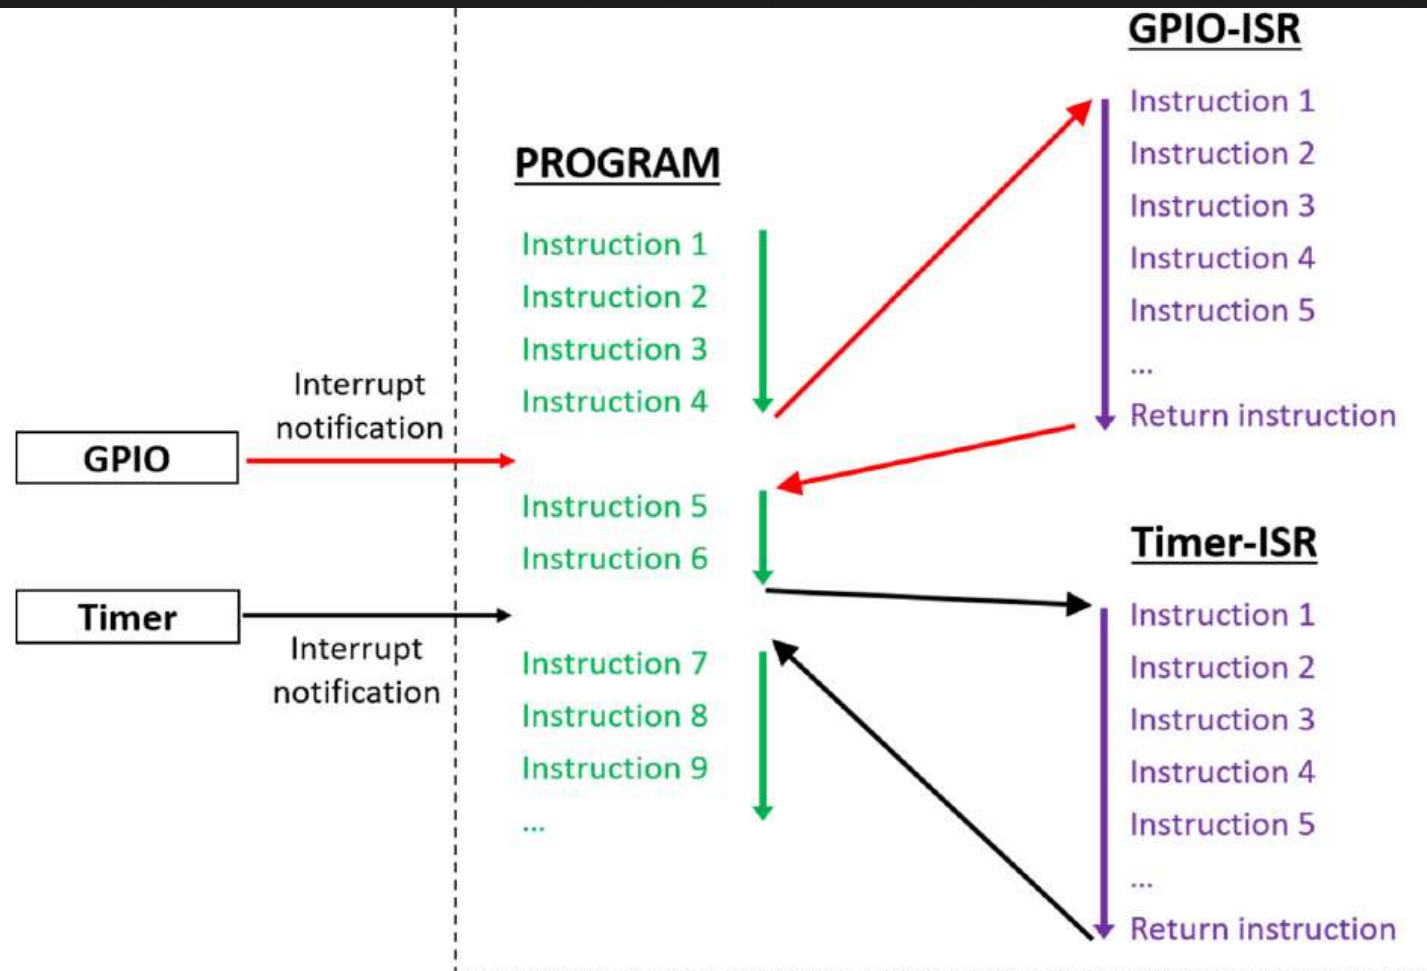 GPIO
Interrupt
notification
Timer
Interrupt
notification
PROGRAM
Instruction 1
Instruction 2
Instruction 3
Instruction 4
Instruction 5
Instruction 6
Instruction 7
Instruction 8
Instruction 9
...
GPIO-ISR
Instruction 1
Instruction 2
Instruction 3
Instruction 4
Instruction 5
...
Return instruction
Timer-ISR
Instruction 1
Instruction 2
Instruction 3
Instruction 4
Instruction 5
...
Return instruction